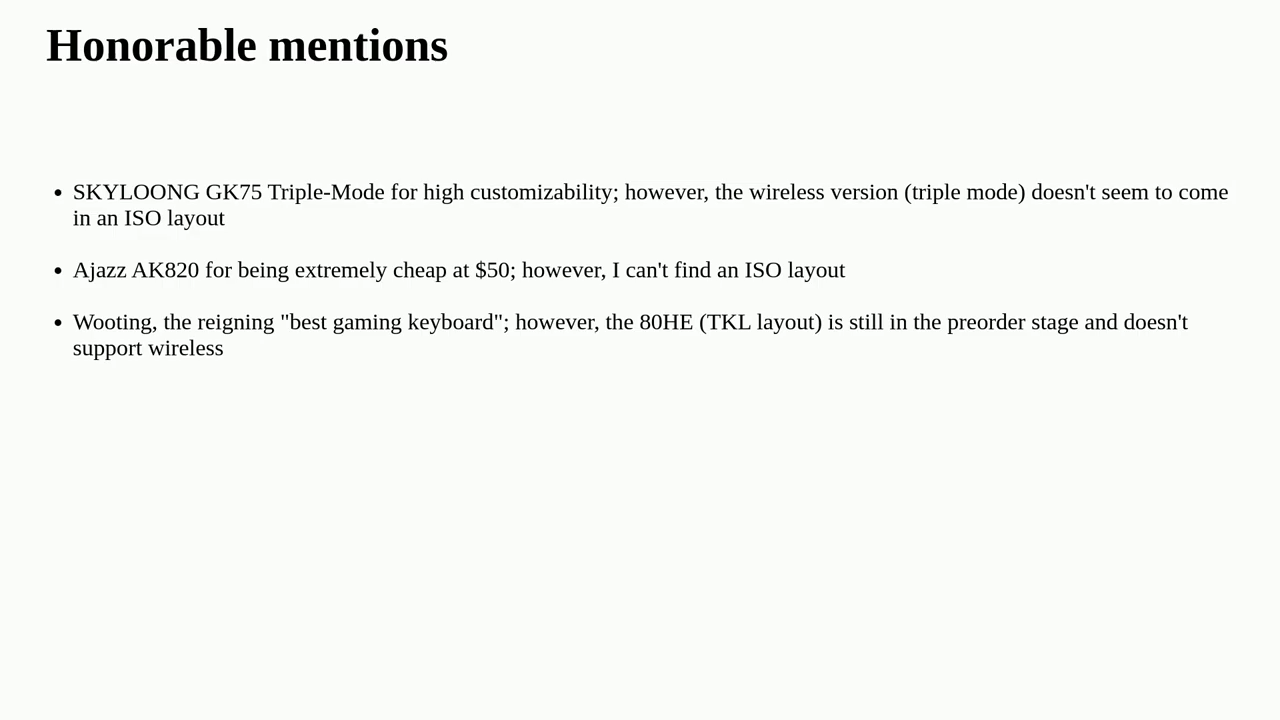 Honorable mentions
• SKYLOONG GK75 Triple-Mode for high customizability; however, the wireless version (triple mode) doesn't seem to come
in an ISO layout
• Ajazz AK820 for being extremely cheap at $50; however, I can't find an ISO layout
• Wooting, the reigning "best gaming keyboard"; however, the 80HE (TKL layout) is still in the preorder stage and doesn't
support wireless